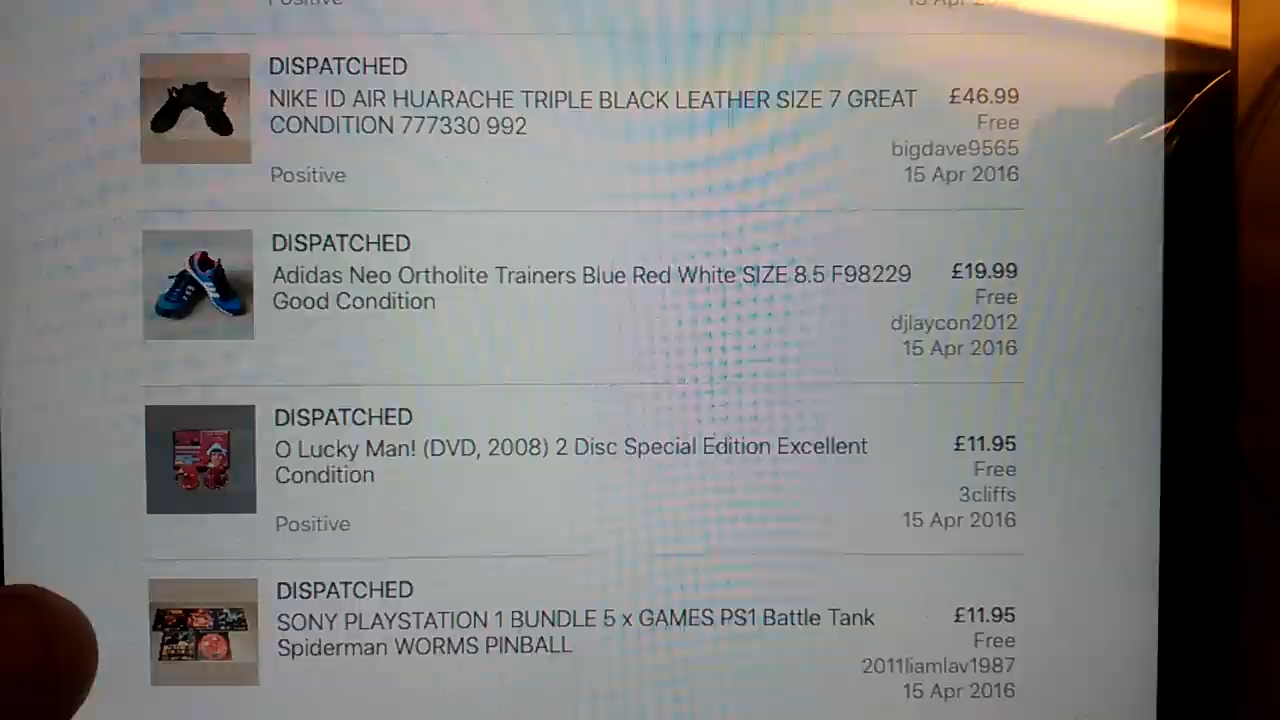 Positive
DISPATCHED
NIKE ID AIR HUARACHE TRIPLE BLACK LEATHER SIZE 7 GREAT
CONDITION 777330 992
£46.99
Free
bigdave9565
Positive
15 Apr 2016
DISPATCHED
Adidas Neo Ortholite Trainers Blue Red White SIZE 8.5 F98229
Good Condition
£19.99
Free
djlaycon2012
15 Apr 2016
DISPATCHED
O Lucky Man! (DVD, 2008) 2 Disc Special Edition Excellent
Condition
£11.95
Free
3cliffs
Positive
15 Apr 2016
DISPATCHED
SONY PLAYSTATION 1 BUNDLE 5 x GAMES PS1 Battle Tank
Spiderman WORMS PINBALL
£11.95
Free
2011liamlav1987
15 Apr 2016